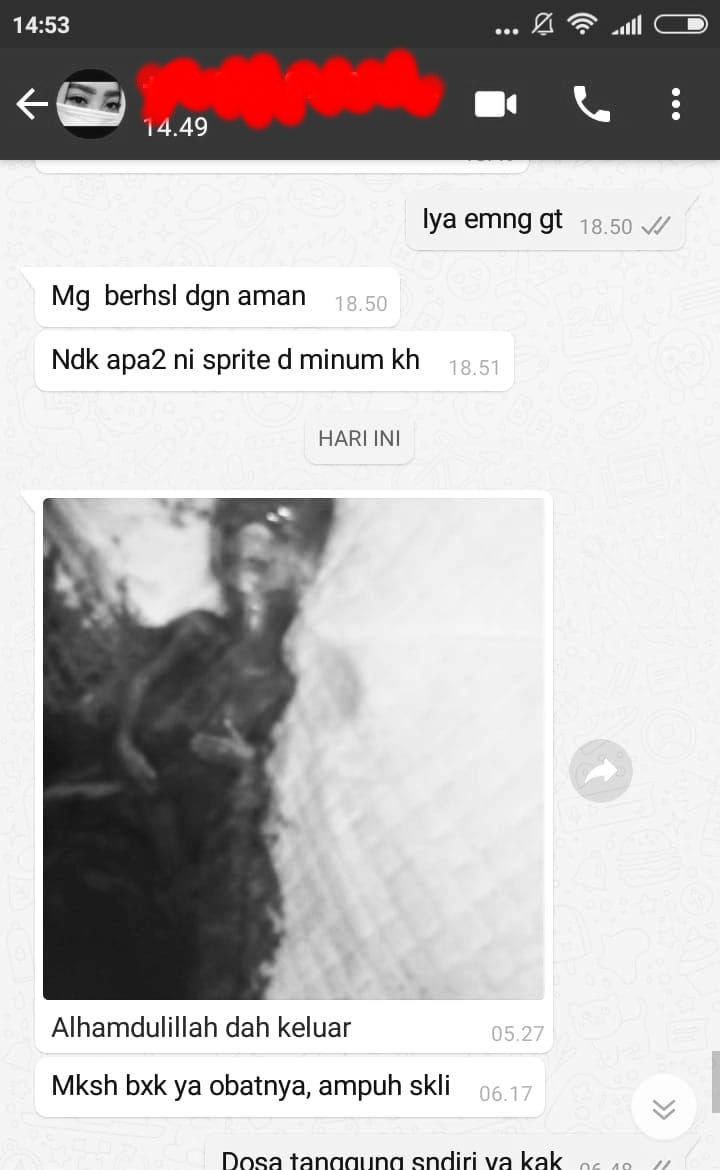 14:53
14.49
Iya emng gt 18.50
Mg berhsl dgn aman 18.50
Ndk apa2 ni sprite d minum kh 18.51
HARI INI
Alhamdulillah dah keluar 05.27
Mksh bxk ya obatnya, ampuh skli 06.17
Dosa tanggung sndiri ya kak 06.48